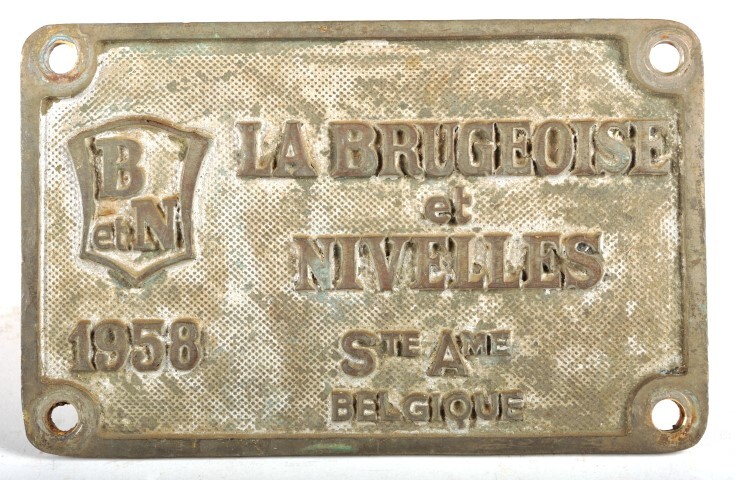 B
et N
LA BRUGEOISE
et
NIVELLES
1958
STE AME
BELGIQUE